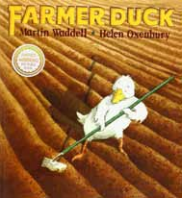 FARMER DUCK
Martin Waddell • Helen Oxenbury